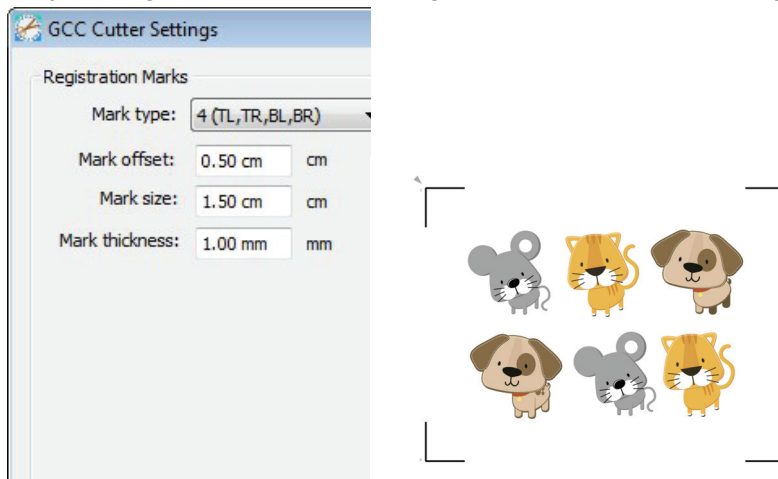 GCC Cutter Settings
Registration Marks
Mark type: 4 (TL,TR,BL,BR)
Mark offset: 0.50 cm cm
Mark size: 1.50 cm cm
Mark thickness: 1.00 mm mm